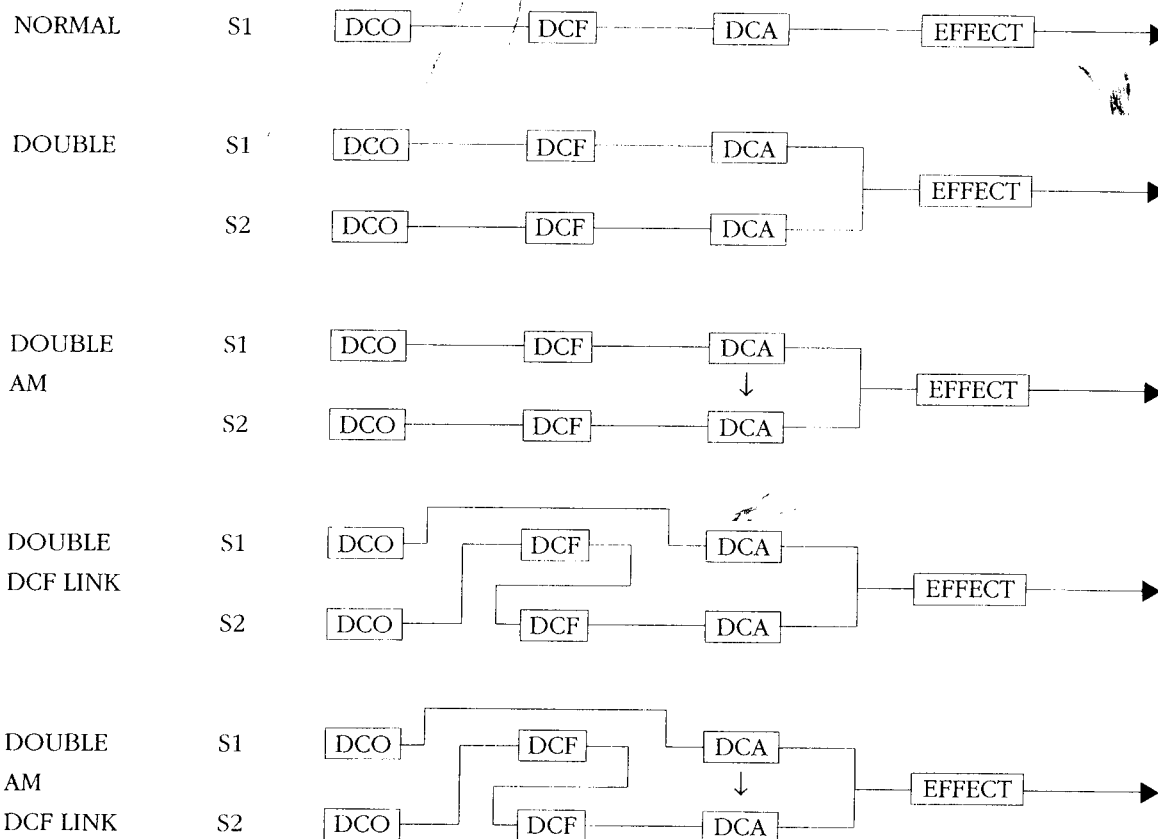 NORMAL S1 DCO DCF DCA EFFECT
DOUBLE S1 DCO DCF DCA
EFFECT
S2 DCO DCF DCA
DOUBLE S1 DCO DCF DCA
AM EFFECT
S2 DCO DCF DCA
DOUBLE S1 DCO DCF DCA
DCF LINK EFFECT
S2 DCO DCF DCA
DOUBLE S1 DCO DCF DCA
AM EFFECT
DCF LINK S2 DCO DCF DCA